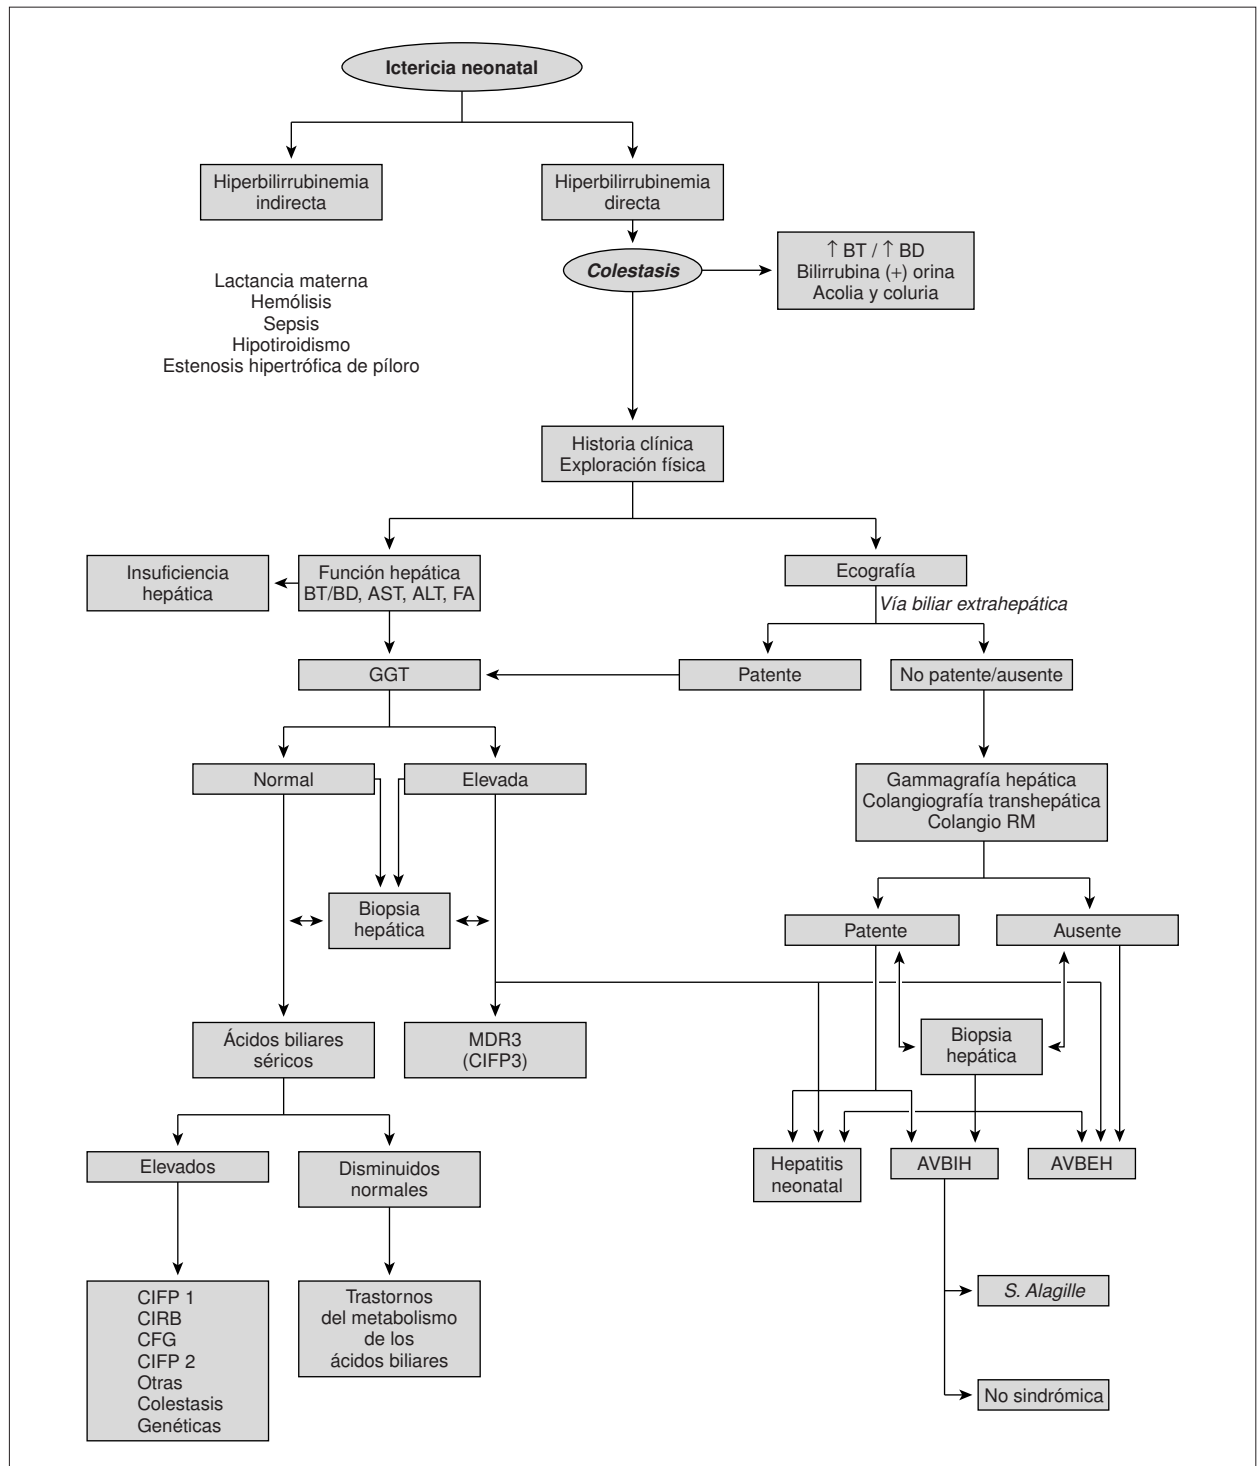 Ictericia neonatal
Hiperbilirrubinemia
indirecta
Hiperbilirrubinemia
directa
Colestasis
↑ BT / ↑ BD
Bilirrubina (+) orina
Acolia y coluria
Lactancia materna
Hemólisis
Sepsis
Hipotiroidismo
Estenosis hipertrófica de píloro
Historia clínica
Exploración física
Insuficiencia
hepática
Función hepática
BT/BD, AST, ALT, FA
Ecografía
Vía biliar extrahepática
GGT
Patente
No patente/ausente
Normal
Elevada
Gammagrafía hepática
Colangiografía transhepática
Colangio RM
Biopsia
hepática
Patente
Ausente
Ácidos biliares
séricos
MDR3
(CIFP3)
Biopsia
hepática
Elevados
Disminuidos
normales
Hepatitis
neonatal
AVBIH
AVBEH
CIFP 1
CIRB
CFG
CIFP 2
Otras
Colestasis
Genéticas
Trastornos
del metabolismo
de los
ácidos biliares
S. Alagille
No sindrómica